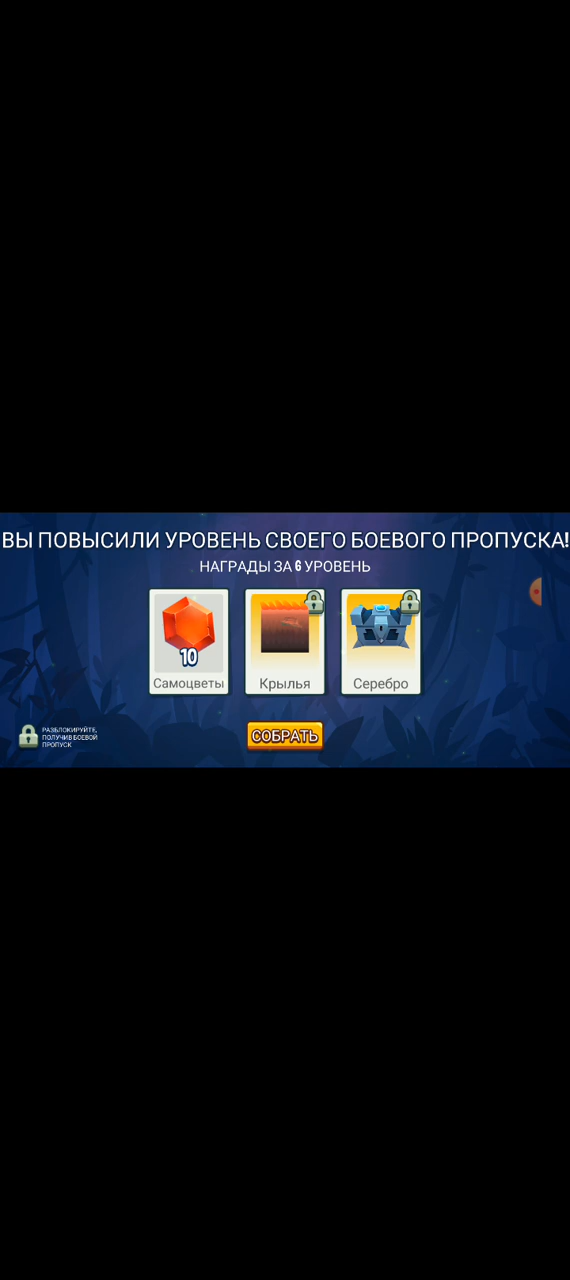 ВЫ ПОВЫСИЛИ УРОВЕНЬ СВОЕГО БОЕВОГО ПРОПУСКА!
НАГРАДЫ ЗА 6 УРОВЕНЬ
10
Самоцветы
Крылья
Серебро
РАЗБЛОКИРУЙТЕ,
ПОЛУЧИВ БОЕВОЙ
ПРОПУСК
СОБРАТЬ